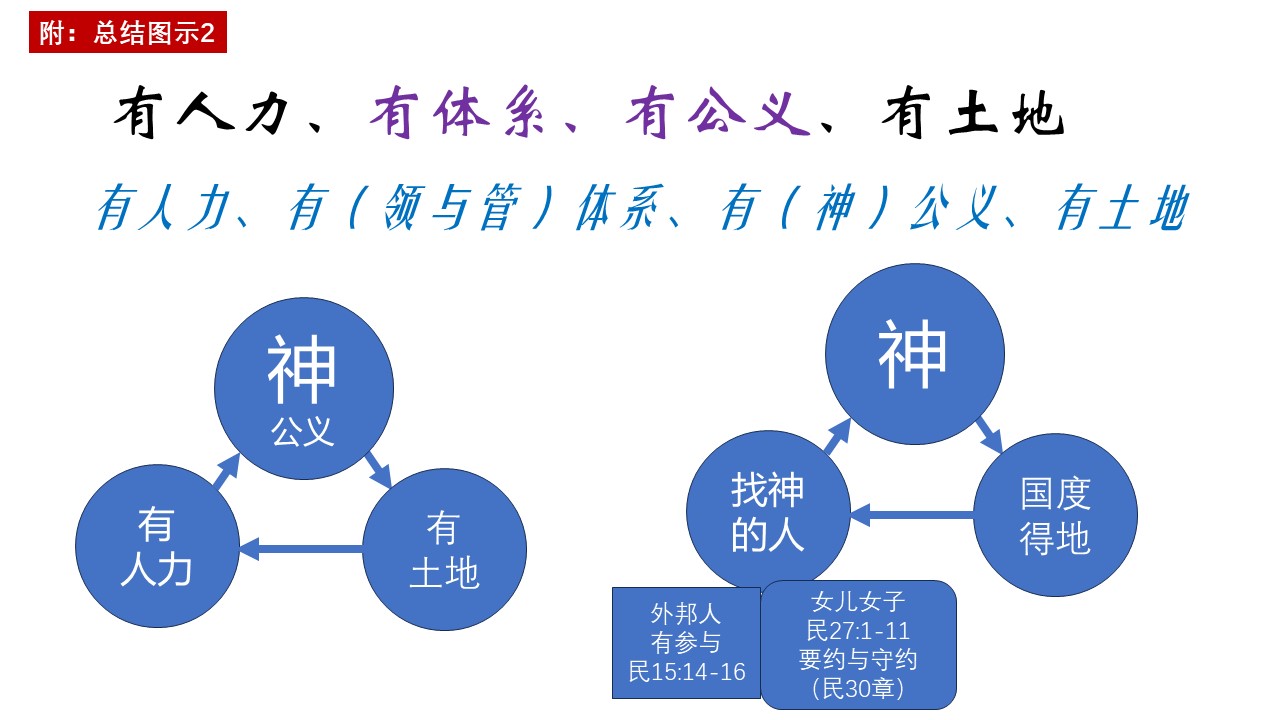 附：总结图示2
有人力、有体系、有公义、有土地
有人力、有（领与管）体系、有（神）公义、有土地
神
公义
有
人力
有
土地
神
找神
的人
国度
得地
外邦人
有参与
民15:14-16
女儿女子
民27:1-11
要约与守约
（民30章）